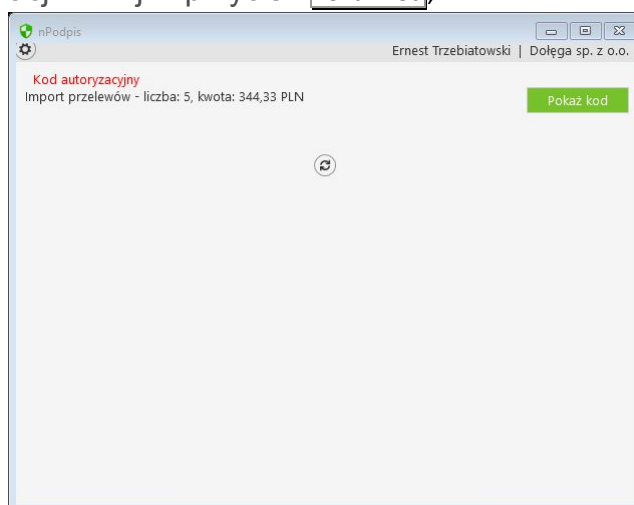 nPodpis
Ernest Trzebiatowski | Dołęga sp. z o.o.
Kod autoryzacyjny
Import przelewów - liczba: 5, kwota: 344,33 PLN
Pokaż kod